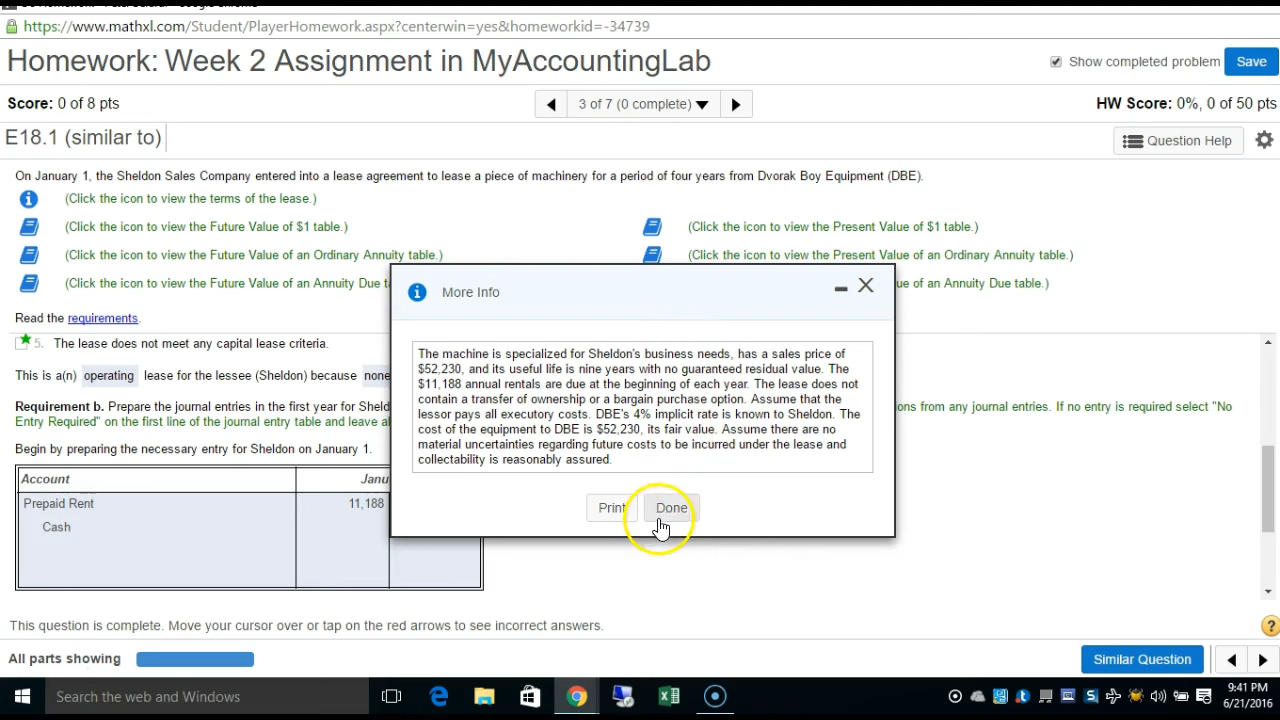 https://www.mathxl.com/Student/PlayerHomework.aspx?centerwin=yes&homeworkid=-34739
Homework: Week 2 Assignment in MyAccountingLab
Show completed problem
Save
Score: 0 of 8 pts
3 of 7 (0 complete)
HW Score: 0%, 0 of 50 pts
E18.1 (similar to)
Question Help
On January 1, the Sheldon Sales Company entered into a lease agreement to lease a piece of machinery for a period of four years from Dvorak Boy Equipment (DBE).
(Click the icon to view the terms of the lease.)
(Click the icon to view the Future Value of $1 table.)
(Click the icon to view the Present Value of $1 table.)
(Click the icon to view the Future Value of an Ordinary Annuity table.)
(Click the icon to view the Present Value of an Ordinary Annuity table.)
(Click the icon to view the Future Value of an Annuity Due t
ue of an Annuity Due table.)
Read the requirements.
5. The lease does not meet any capital lease criteria.
This is a(n) operating lease for the lessee (Sheldon) because none
Requirement b. Prepare the journal entries in the first year for Sheld
ons from any journal entries. If no entry is required select "No
Entry Required" on the first line of the journal entry table and leave al
Begin by preparing the necessary entry for Sheldon on January 1.
Account
Janu
Prepaid Rent
11,188
Cash
More Info
The machine is specialized for Sheldon's business needs, has a sales price of
$52,230, and its useful life is nine years with no guaranteed residual value. The
$11,188 annual rentals are due at the beginning of each year. The lease does not
contain a transfer of ownership or a bargain purchase option. Assume that the
lessor pays all executory costs. DBE's 4% implicit rate is known to Sheldon. The
cost of the equipment to DBE is $52,230, its fair value. Assume there are no
material uncertainties regarding future costs to be incurred under the lease and
collectability is reasonably assured.
Print
Done
This question is complete. Move your cursor over or tap on the red arrows to see incorrect answers.
All parts showing
Similar Question
Search the web and Windows
9:41 PM
6/21/2016